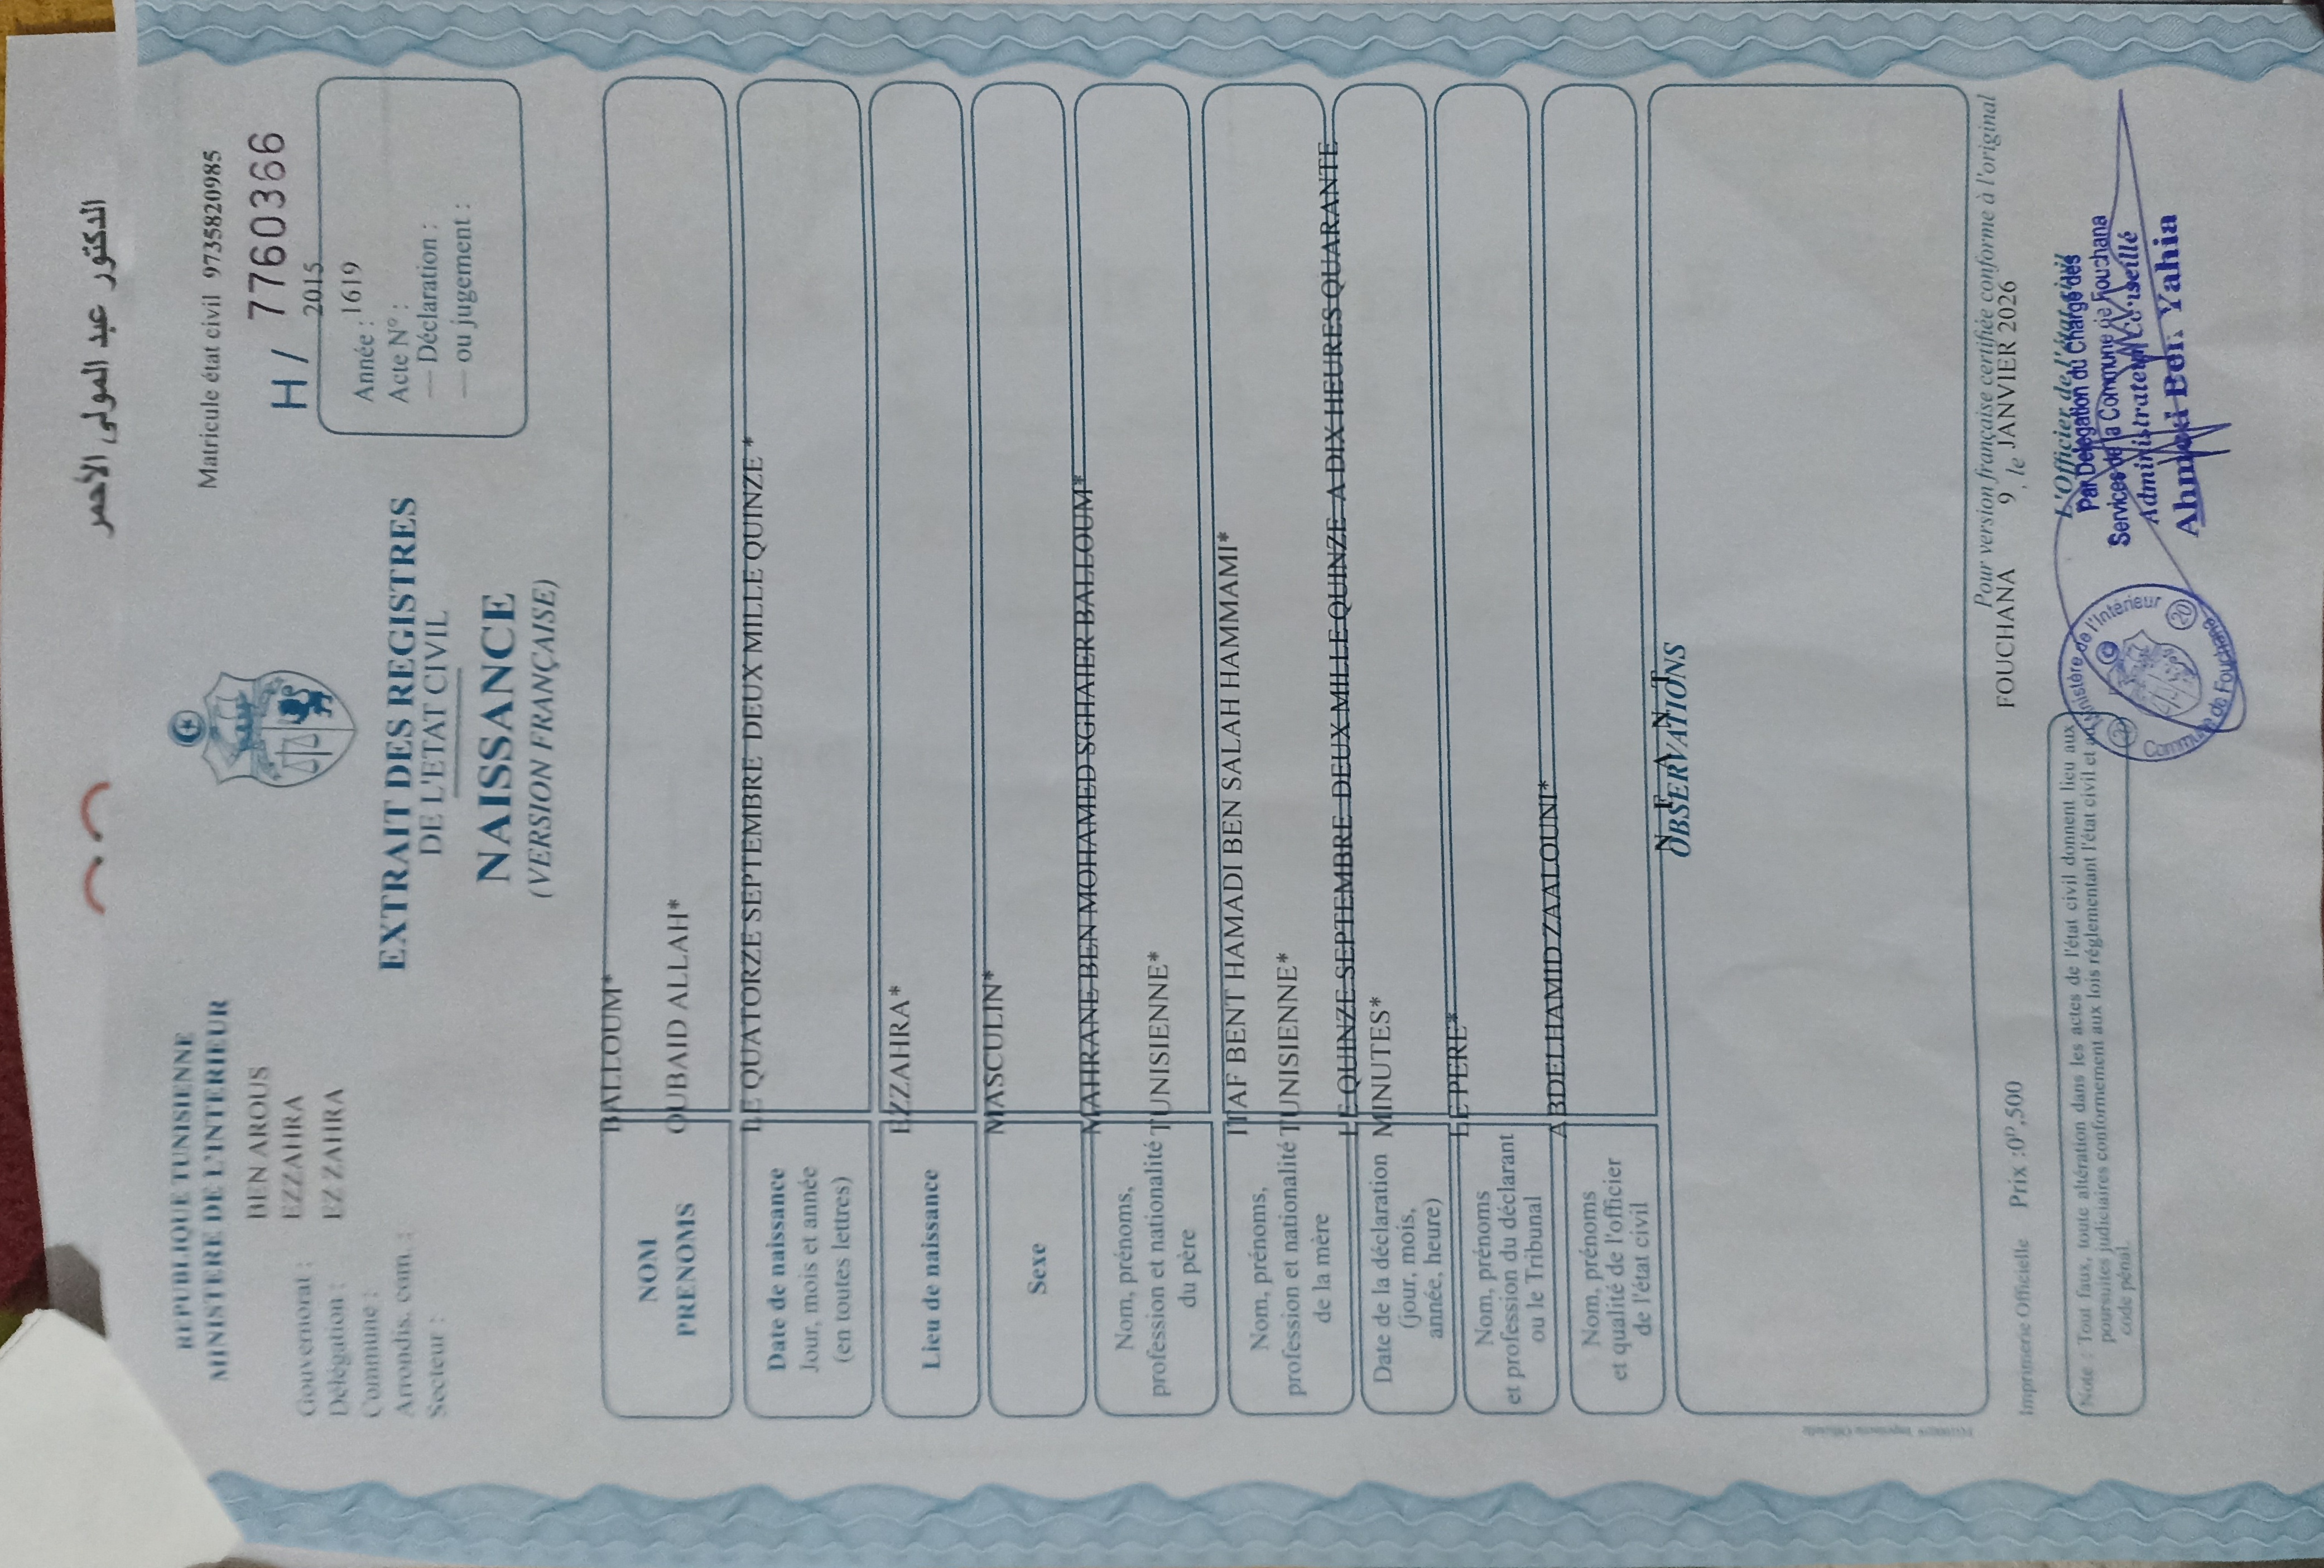 الدكتور عبد المولى الأحمر
REPUBLIQUE TUNISIENNE
MINISTERE DE L'INTERIEUR
Gouvernorat : BEN AROUS
Délégation : EZZAHRA
Commune : EZ ZAHRA
Arrondis. com. :
Secteur :
Matricule état civil 9735820985
H / 7760366
2015
Année : 1619
Acte N° :
— Déclaration :
— ou jugement :
EXTRAIT DES REGISTRES
DE L'ETAT CIVIL
NAISSANCE
(VERSION FRANÇAISE)
NOM BALLOUM*
PRENOMS OUBAID ALLAH*
Date de naissance LE QUATORZE SEPTEMBRE DEUX MILLE QUINZE *
Jour, mois et année
(en toutes lettres)
Lieu de naissance EZZAHRA*
Sexe MASCULIN*
Nom, prénoms, MAHRANE BEN MOHAMED SGHAIER BALLOUM*
profession et nationalité TUNISIENNE*
du père
Nom, prénoms, ITAF BENT HAMADI BEN SALAH HAMMAMI*
profession et nationalité TUNISIENNE*
de la mère
LE QUINZE SEPTEMBRE DEUX MILLE QUINZE A DIX HEURES QUARANTE
Date de la déclaration MINUTES*
(jour, mois,
année, heure)
LE PERE*
Nom, prénoms
et profession du déclarant
ou le Tribunal
ABDELHAMID ZAALOUNI*
Nom, prénoms
et qualité de l'officier
de l'état civil
N E A N T
OBSERVATIONS
Pour version française certifiée conforme à l'original
FOUCHANA 9 , le JANVIER 2026
L'Officier de l'état civil
Par Délégation du Chargé des
Services de la Commune de Fouchana
Administrateur Conseillé
Ahmed Ben Yahia
Ministère de l'Intérieur
Commune de Fouchana
20
Imprimerie Officielle Prix : 0ᴰ,500
Note : Tout faux, toute altération dans les actes de l'état civil donnent lieu aux
poursuites judiciaires conformement aux lois réglementant l'état civil et au
code pénal.
Imprimerie Officielle